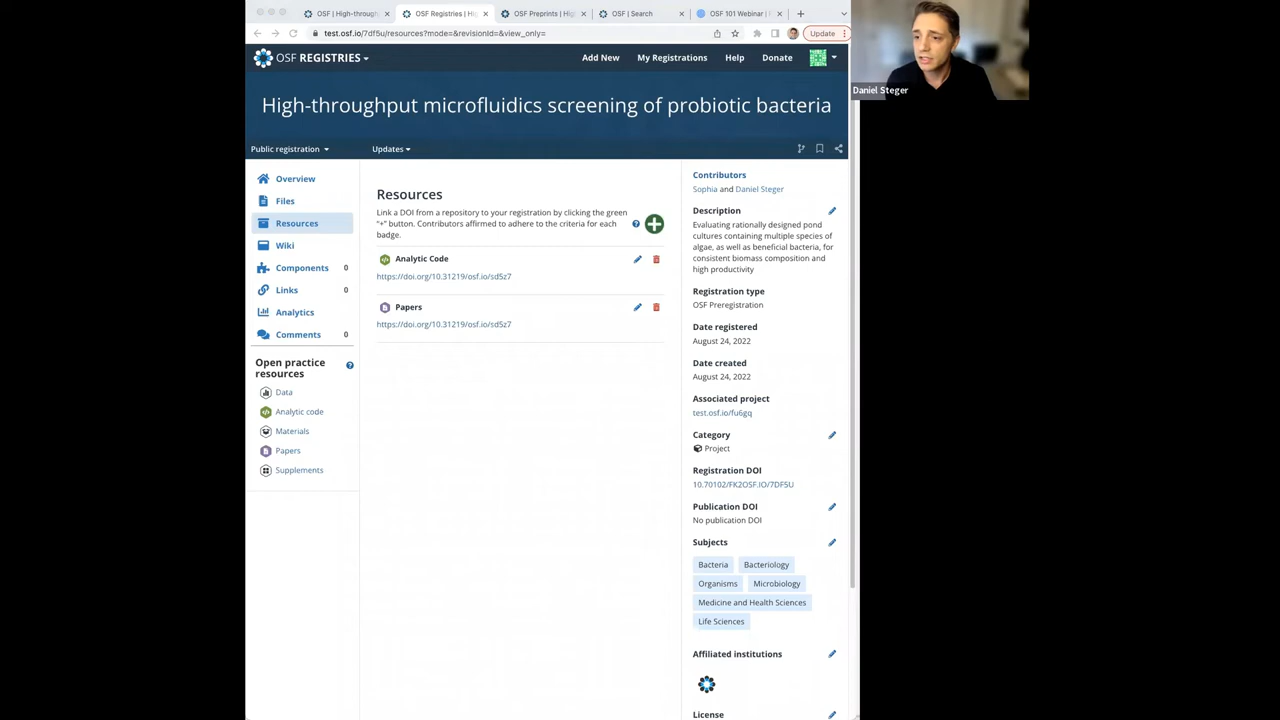 OSF | High-through
OSF Registries | Hi
OSF Preprints | Hig
OSF | Search
OSF 101 Webinar |
test.osf.io/7df5u/resources?mode=&revisionId=&view_only=
Update
OSF REGISTRIES
Add New
My Registrations
Help
Donate
Daniel Steger
High-throughput microfluidics screening of probiotic bacteria
Public registration
Updates
Overview
Files
Resources
Wiki
Components 0
Links 0
Analytics
Comments 0
Open practice
resources
Data
Analytic code
Materials
Papers
Supplements
Resources
Link a DOI from a repository to your registration by clicking the green
"+" button. Contributors affirmed to adhere to the criteria for each
badge.
Analytic Code
https://doi.org/10.31219/osf.io/sd5z7
Papers
https://doi.org/10.31219/osf.io/sd5z7
Contributors
Sophia and Daniel Steger
Description
Evaluating rationally designed pond
cultures containing multiple species of
algae, as well as beneficial bacteria, for
consistent biomass composition and
high productivity
Registration type
OSF Preregistration
Date registered
August 24, 2022
Date created
August 24, 2022
Associated project
test.osf.io/fu6gq
Category
Project
Registration DOI
10.70102/FK2OSF.IO/7DF5U
Publication DOI
No publication DOI
Subjects
Bacteria
Bacteriology
Organisms
Microbiology
Medicine and Health Sciences
Life Sciences
Affiliated institutions
License